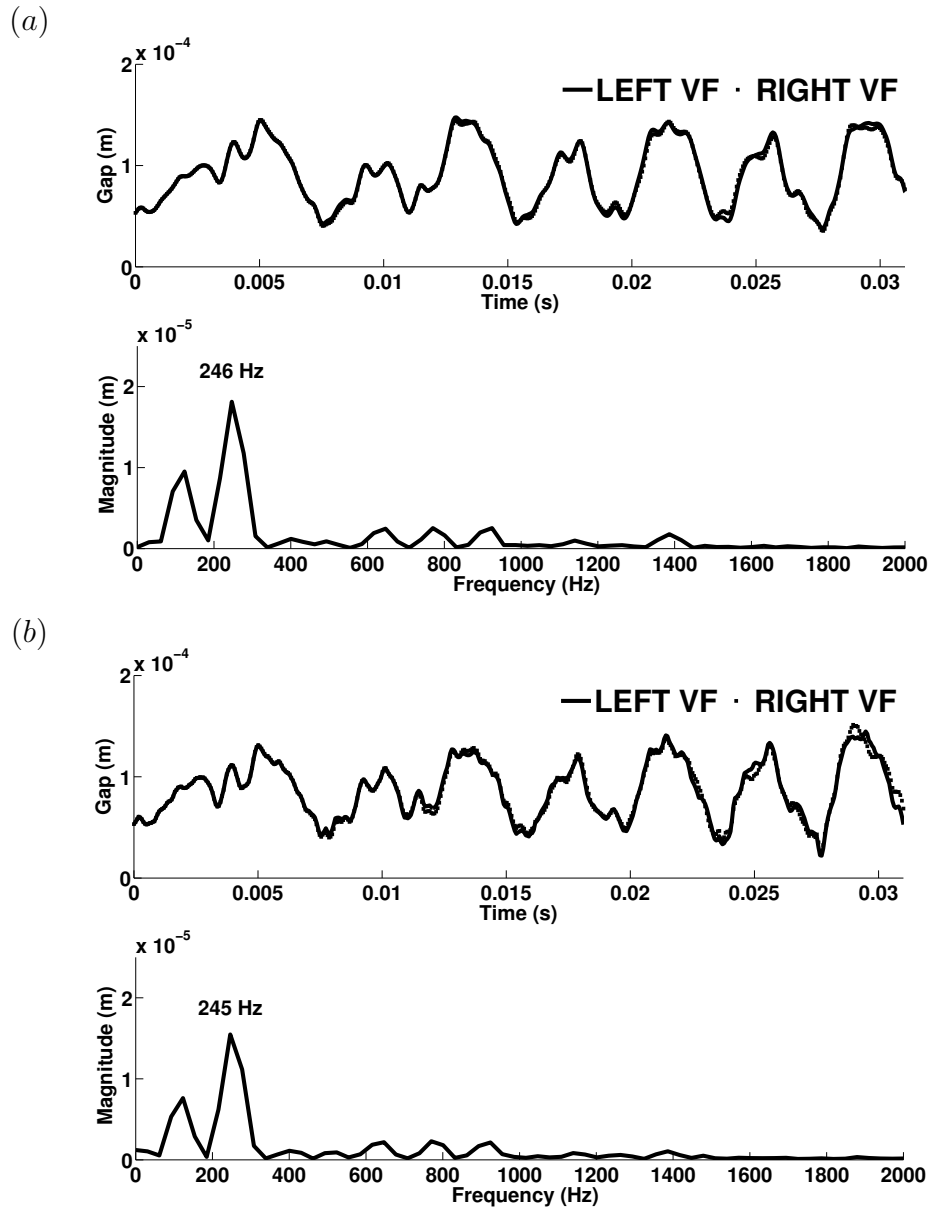 (a)
x 10⁻⁴
2
1
0
Gap (m)
LEFT VF · RIGHT VF
0 0.005 0.01 0.015 0.02 0.025 0.03
Time (s)
x 10⁻⁵
2
1
0
Magnitude (m)
246 Hz
0 200 400 600 800 1000 1200 1400 1600 1800 2000
Frequency (Hz)
(b)
x 10⁻⁴
2
1
0
Gap (m)
LEFT VF · RIGHT VF
0 0.005 0.01 0.015 0.02 0.025 0.03
Time (s)
x 10⁻⁵
2
1
0
Magnitude (m)
245 Hz
0 200 400 600 800 1000 1200 1400 1600 1800 2000
Frequency (Hz)